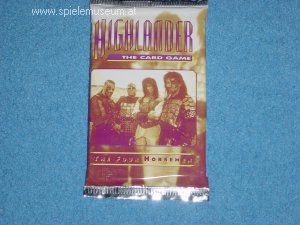 www.spielemuseum.at
HIGHLANDER
THE CARD GAME
THE FOUR HORSEMEN